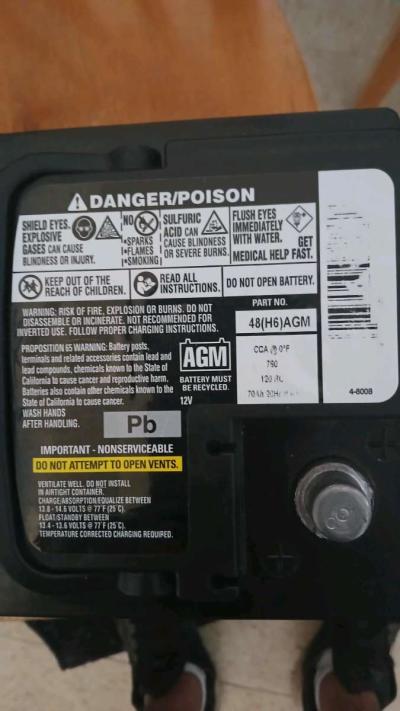 DANGER/POISON
SHIELD EYES.
EXPLOSIVE
GASES CAN CAUSE
BLINDNESS OR INJURY.
NO
•SPARKS
•FLAMES
•SMOKING
SULFURIC
ACID CAN
CAUSE BLINDNESS
OR SEVERE BURNS.
FLUSH EYES
IMMEDIATELY
WITH WATER.
GET
MEDICAL HELP FAST.
KEEP OUT OF THE
REACH OF CHILDREN.
READ ALL
INSTRUCTIONS.
DO NOT OPEN BATTERY.
WARNING: RISK OF FIRE, EXPLOSION OR BURNS. DO NOT
DISASSEMBLE OR INCINERATE. NOT RECOMMENDED FOR
INVERTED USE. FOLLOW PROPER CHARGING INSTRUCTIONS.
PART NO.
48(H6)AGM
PROPOSITION 65 WARNING: Battery posts,
terminals and related accessories contain lead and
lead compounds, chemicals known to the State of
California to cause cancer and reproductive harm.
Batteries also contain other chemicals known to the
State of California to cause cancer.
WASH HANDS
AFTER HANDLING.
Pb
AGM
BATTERY MUST
BE RECYCLED.
12V
CCA @ 0°F
760
120 RC
4-8008
IMPORTANT - NONSERVICEABLE
DO NOT ATTEMPT TO OPEN VENTS.
VENTILATE WELL. DO NOT INSTALL
IN AIRTIGHT CONTAINER.
CHARGE/ABSORPTION/EQUALIZE BETWEEN
13.8 - 14.6 VOLTS @ 77°F (25°C).
FLOAT/STANDBY BETWEEN
13.4 - 13.6 VOLTS @ 77°F (25°C).
TEMPERATURE CORRECTED CHARGING REQUIRED.